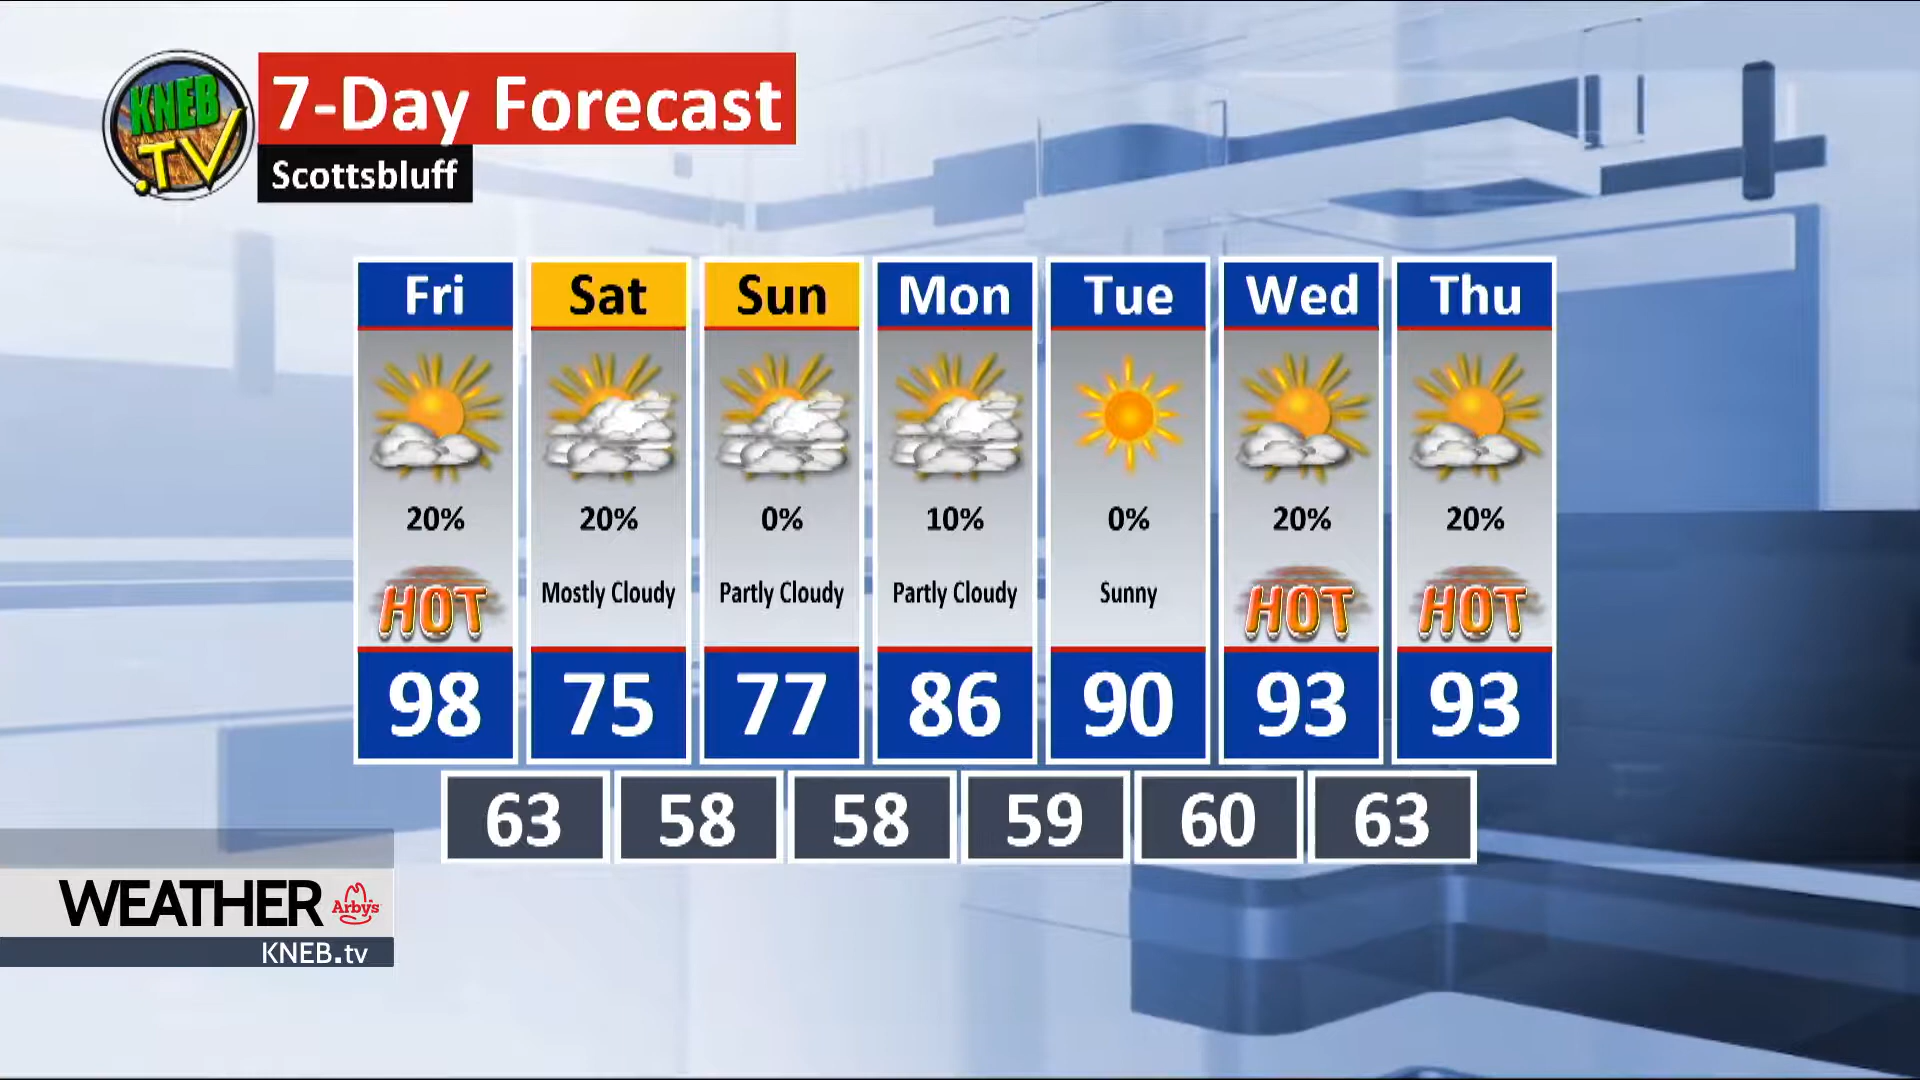 KNEB
.TV
7-Day Forecast
Scottsbluff
Fri Sat Sun Mon Tue Wed Thu
20% 20% 0% 10% 0% 20% 20%
HOT Mostly Cloudy Partly Cloudy Partly Cloudy Sunny HOT HOT
98 75 77 86 90 93 93
63 58 58 59 60 63
WEATHER Arby's
KNEB.tv